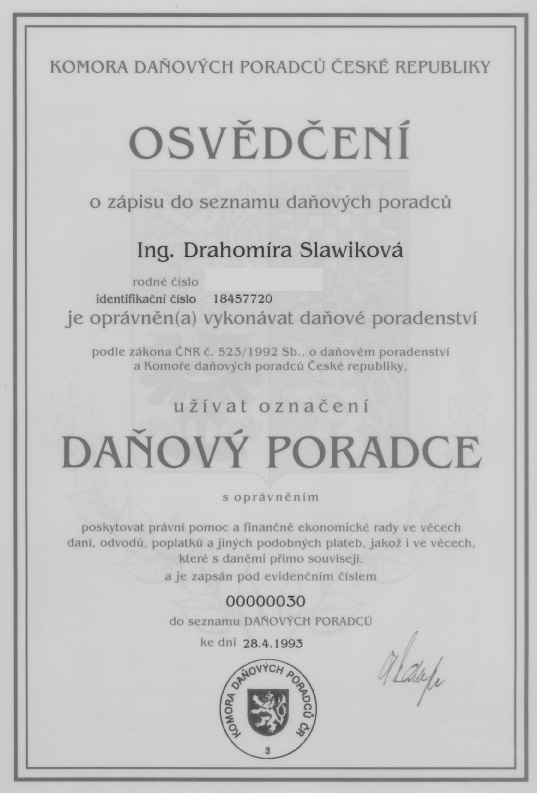 KOMORA DAŇOVÝCH PORADCŮ ČESKÉ REPUBLIKY
OSVĚDČENÍ
o zápisu do seznamu daňových poradců
Ing. Drahomíra Slawiková
rodné číslo
identifikační číslo 18457720
je oprávněn(a) vykonávat daňové poradenství
podle zákona ČNR č. 523/1992 Sb., o daňovém poradenství
a Komoře daňových poradců České republiky,
užívat označení
DAŇOVÝ PORADCE
s oprávněním
poskytovat právní pomoc a finančně ekonomické rady ve věcech
daní, odvodů, poplatků a jiných podobných plateb, jakož i ve věcech,
které s daněmi přímo souvisejí,
a je zapsán pod evidenčním číslem
00000030
do seznamu DAŇOVÝCH PORADCŮ
ke dni 28.4.1993
KOMORA DAŇOVÝCH PORADCŮ ČR
3